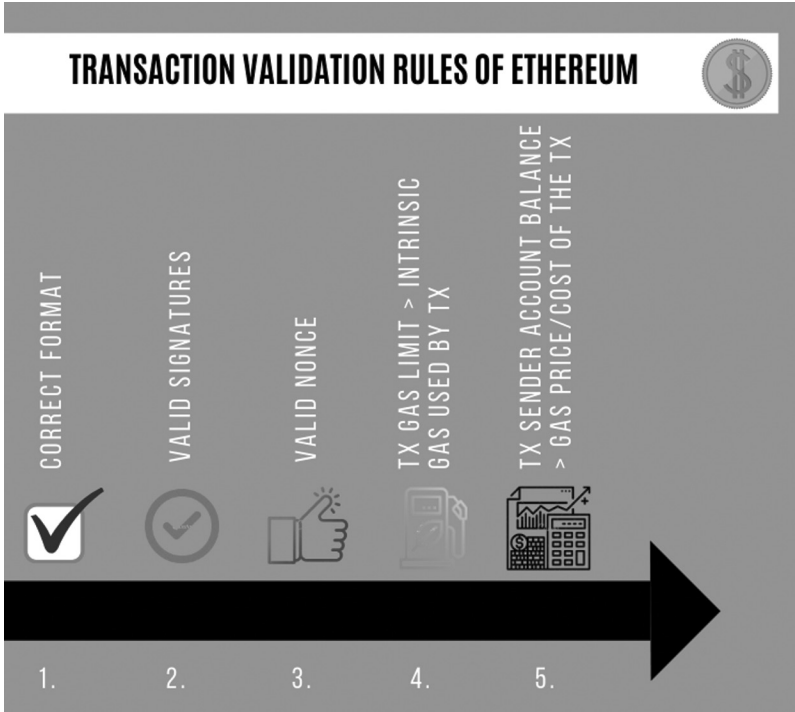 TRANSACTION VALIDATION RULES OF ETHEREUM
$
CORRECT FORMAT
VALID SIGNATURES
VALID NONCE
TX GAS LIMIT > INTRINSIC
GAS USED BY TX
TX SENDER ACCOUNT BALANCE
> GAS PRICE/COST OF THE TX
$
1.
2.
3.
4.
5.